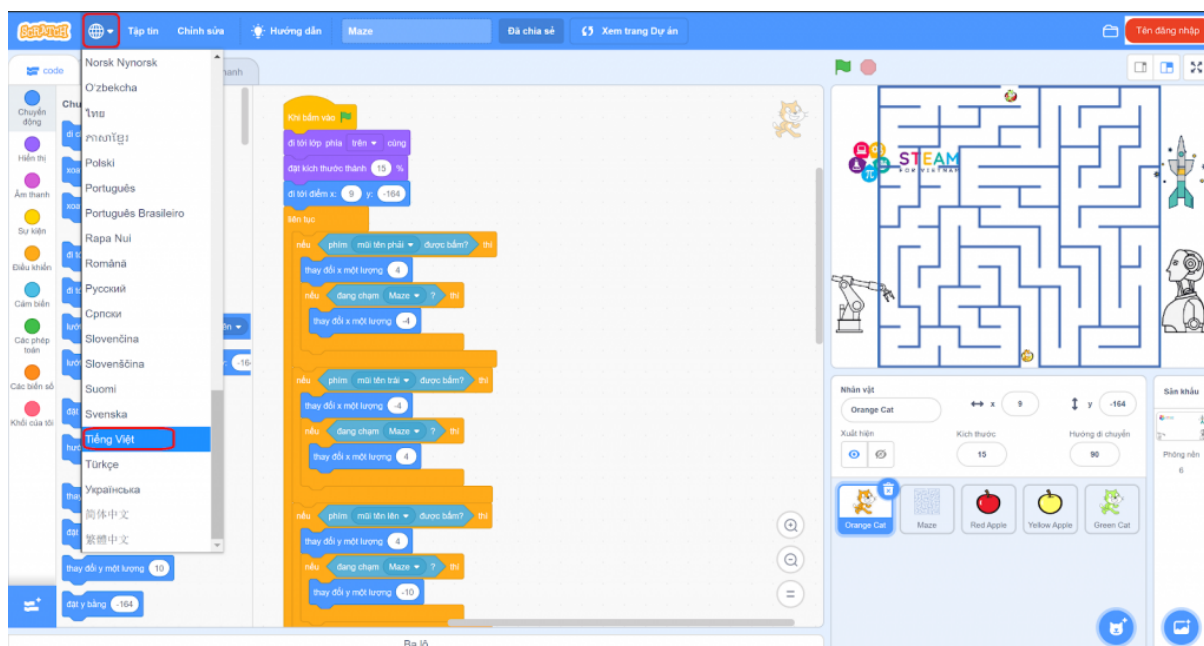 SCRATCH
Tập tin
Chỉnh sửa
Hướng dẫn
Maze
Đã chia sẻ
Xem trang Dự án
Tên đăng nhập
code
Norsk Nynorsk
O'zbekcha
ไทย
ភាសាខ្មែរ
Polski
Português
Português Brasileiro
Rapa Nui
Română
Русский
Српски
Slovenčina
Slovenščina
Suomi
Svenska
Tiếng Việt
Türkçe
Українська
简体中文
繁體中文
Chuyển động
Hiển thị
Âm thanh
Sự kiện
Điều khiển
Cảm biến
Các phép toán
Các biến số
Khối của tôi
thay đổi y một lượng 10
đặt y bằng -164
Khi bấm vào
đi tới lớp phía trên cùng
đặt kích thước thành 15 %
đi tới điểm x: 9 y: -164
liên tục
nếu phím mũi tên phải được bấm? thì
thay đổi x một lượng 4
nếu đang chạm Maze ? thì
thay đổi x một lượng -4
nếu phím mũi tên trái được bấm? thì
thay đổi x một lượng -4
nếu đang chạm Maze ? thì
thay đổi x một lượng 4
nếu phím mũi tên lên được bấm? thì
thay đổi y một lượng 4
nếu đang chạm Maze ? thì
thay đổi y một lượng -10
STEAM
FOR VIETNAM
Nhân vật
Orange Cat
x 9
y -164
Xuất hiện
Kích thước
15
Hướng di chuyển
90
Orange Cat
Maze
Red Apple
Yellow Apple
Green Cat
Sân khấu
Phông nền
6
Ba lô